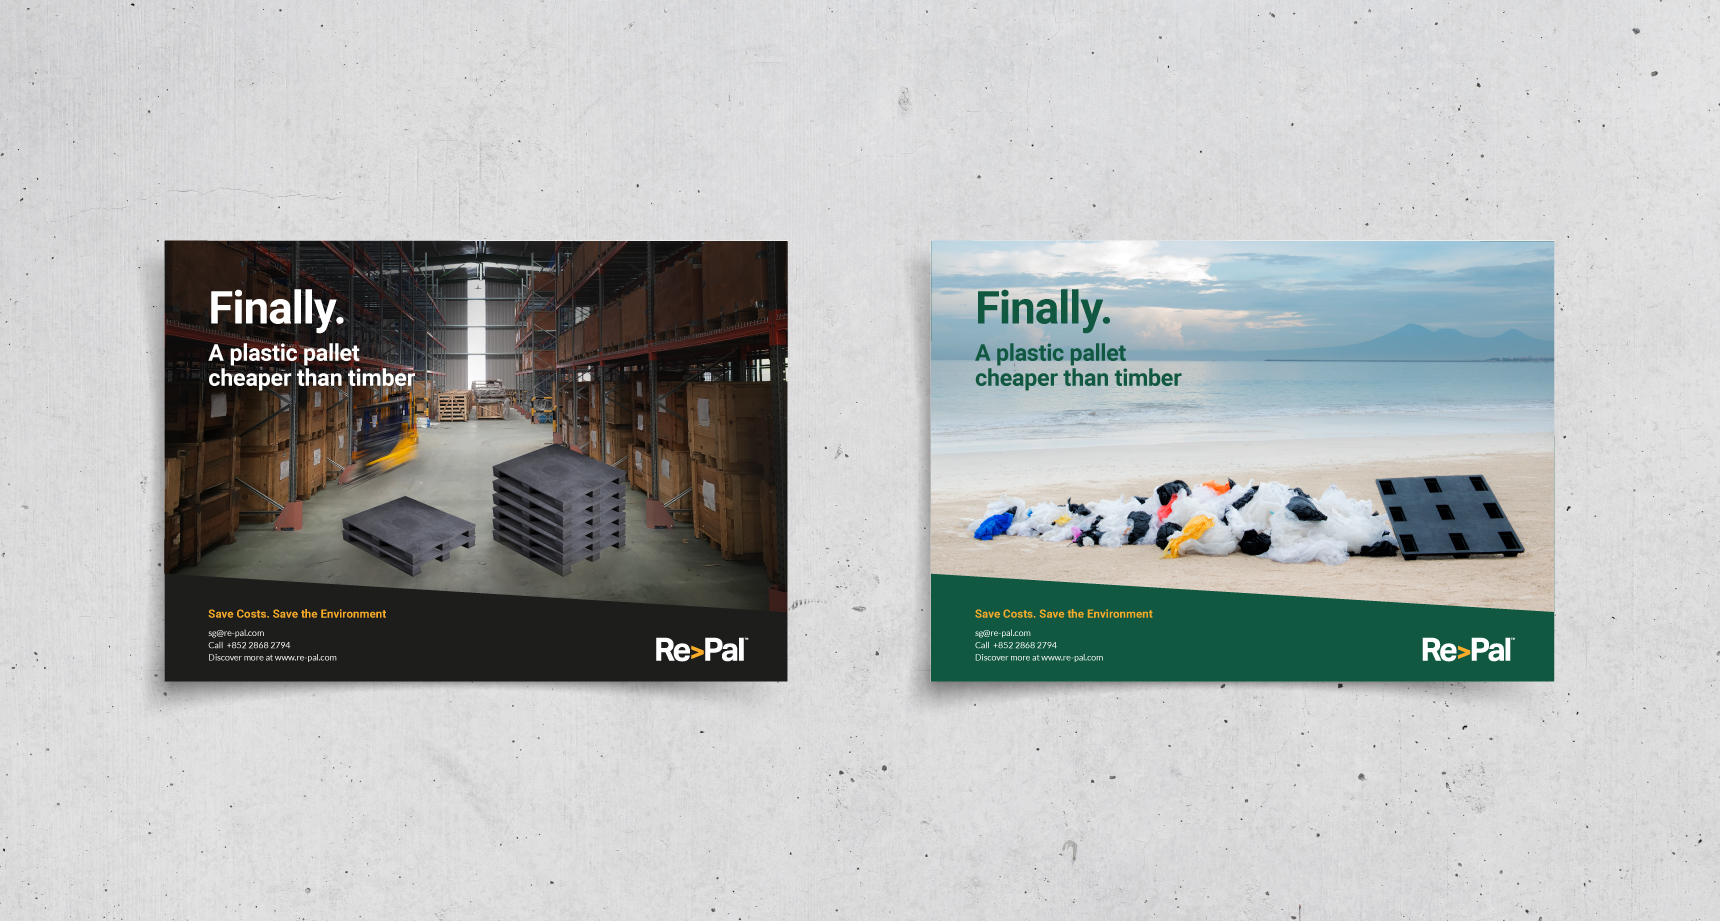 Finally.
A plastic pallet
cheaper than timber
Save Costs. Save the Environment
sg@re-pal.com
Call +852 2868 2794
Discover more at www.re-pal.com
Re>Pal™
Finally.
A plastic pallet
cheaper than timber
Save Costs. Save the Environment
sg@re-pal.com
Call +852 2868 2794
Discover more at www.re-pal.com
Re>Pal™